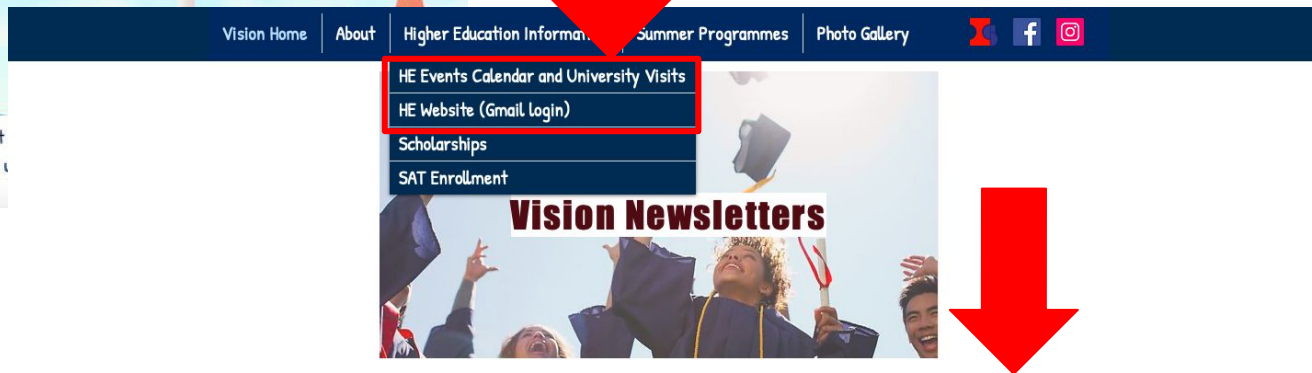 Vision Home About Higher Education Informat Summer Programmes Photo Gallery
HE Events Calendar and University Visits
HE Website (Gmail login)
Scholarships
SAT Enrollment
Vision Newsletters